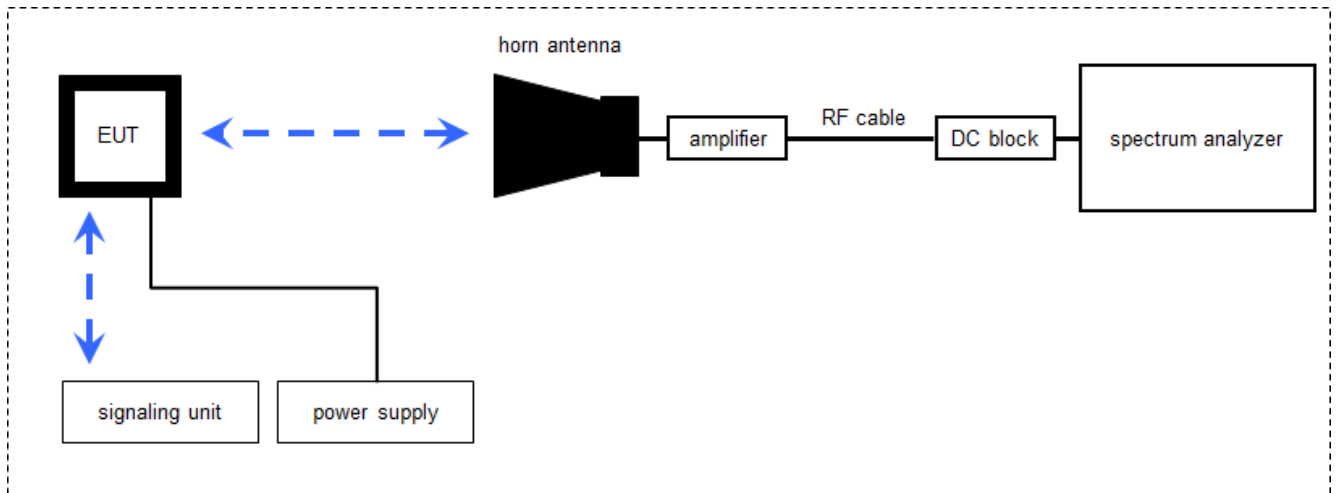 horn antenna
EUT
amplifier
RF cable
DC block
spectrum analyzer
signaling unit
power supply